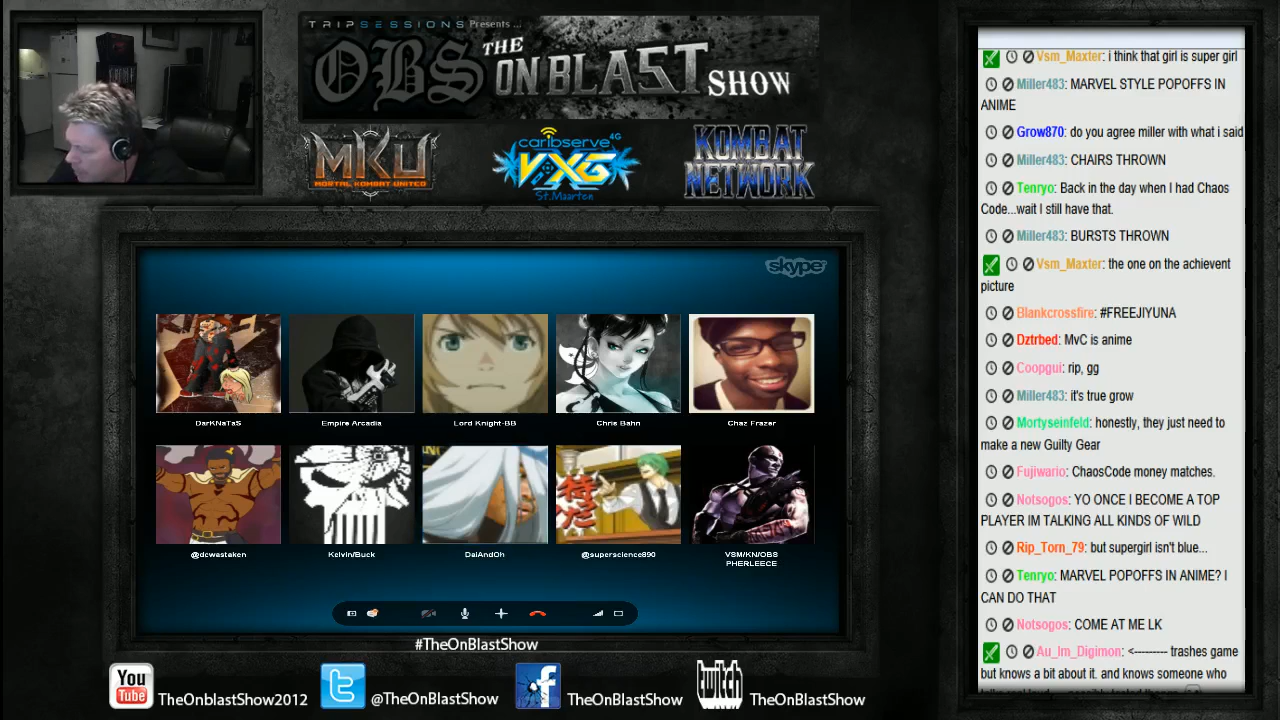 TRIPSESSIONS Presents ...
OBS THE ON BLAST SHOW
MKU
MORTAL KOMBAT UNITED
caribserve 4G
VXG
St.Maarten
KOMBAT
NETWORK
skype
DarKNaTaS
Empire Arcadia
Lord Knight-BB
Chris Bahn
Chaz Frazer
@dcwastaken
Kelvin/Buck
DaIAndOh
@superscience890
VSM/KN/OBS
PHERLEECE
#TheOnBlastShow
You
Tube
TheOnblastShow2012
@TheOnBlastShow
TheOnBlastShow
twitch
TheOnBlastShow
Vsm_Maxter: i think that girl is super girl
Miller483: MARVEL STYLE POPOFFS IN
ANIME
Grow870: do you agree miller with what i said
Miller483: CHAIRS THROWN
Tenryo: Back in the day when I had Chaos
Code...wait I still have that.
Miller483: BURSTS THROWN
Vsm_Maxter: the one on the achievent
picture
Blankcrossfire: #FREEJIYUNA
Dztrbed: MvC is anime
Coopgui: rip, gg
Miller483: it's true grow
Mortyseinfeld: honestly, they just need to
make a new Guilty Gear
Fujiwario: ChaosCode money matches.
Notsogos: YO ONCE I BECOME A TOP
PLAYER IM TALKING ALL KINDS OF WILD
Rip_Torn_79: but supergirl isn't blue...
Tenryo: MARVEL POPOFFS IN ANIME? I
CAN DO THAT
Notsogos: COME AT ME LK
Au_Im_Digimon: <--------- trashes game
but knows a bit about it. and knows someone who